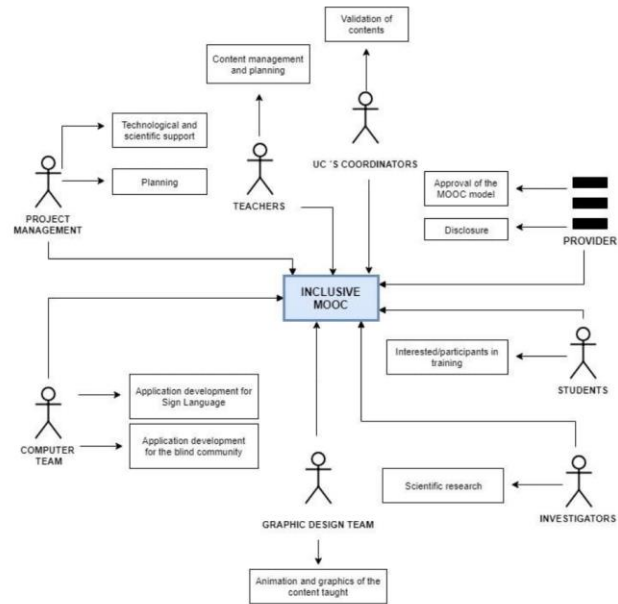 Validation of
contents
Content management
and planning
Technological and
scientific support
Planning
PROJECT
MANAGEMENT
TEACHERS
UC ´S COORDINATORS
Approval of the
MOOC model
Disclosure
PROVIDER
INCLUSIVE
MOOC
Interested/participants in
training
STUDENTS
Application development for
Sign Language
Application development
for the blind community
COMPUTER
TEAM
Scientific research
INVESTIGATORS
GRAPHIC DESIGN TEAM
Animation and graphics of the
content taught